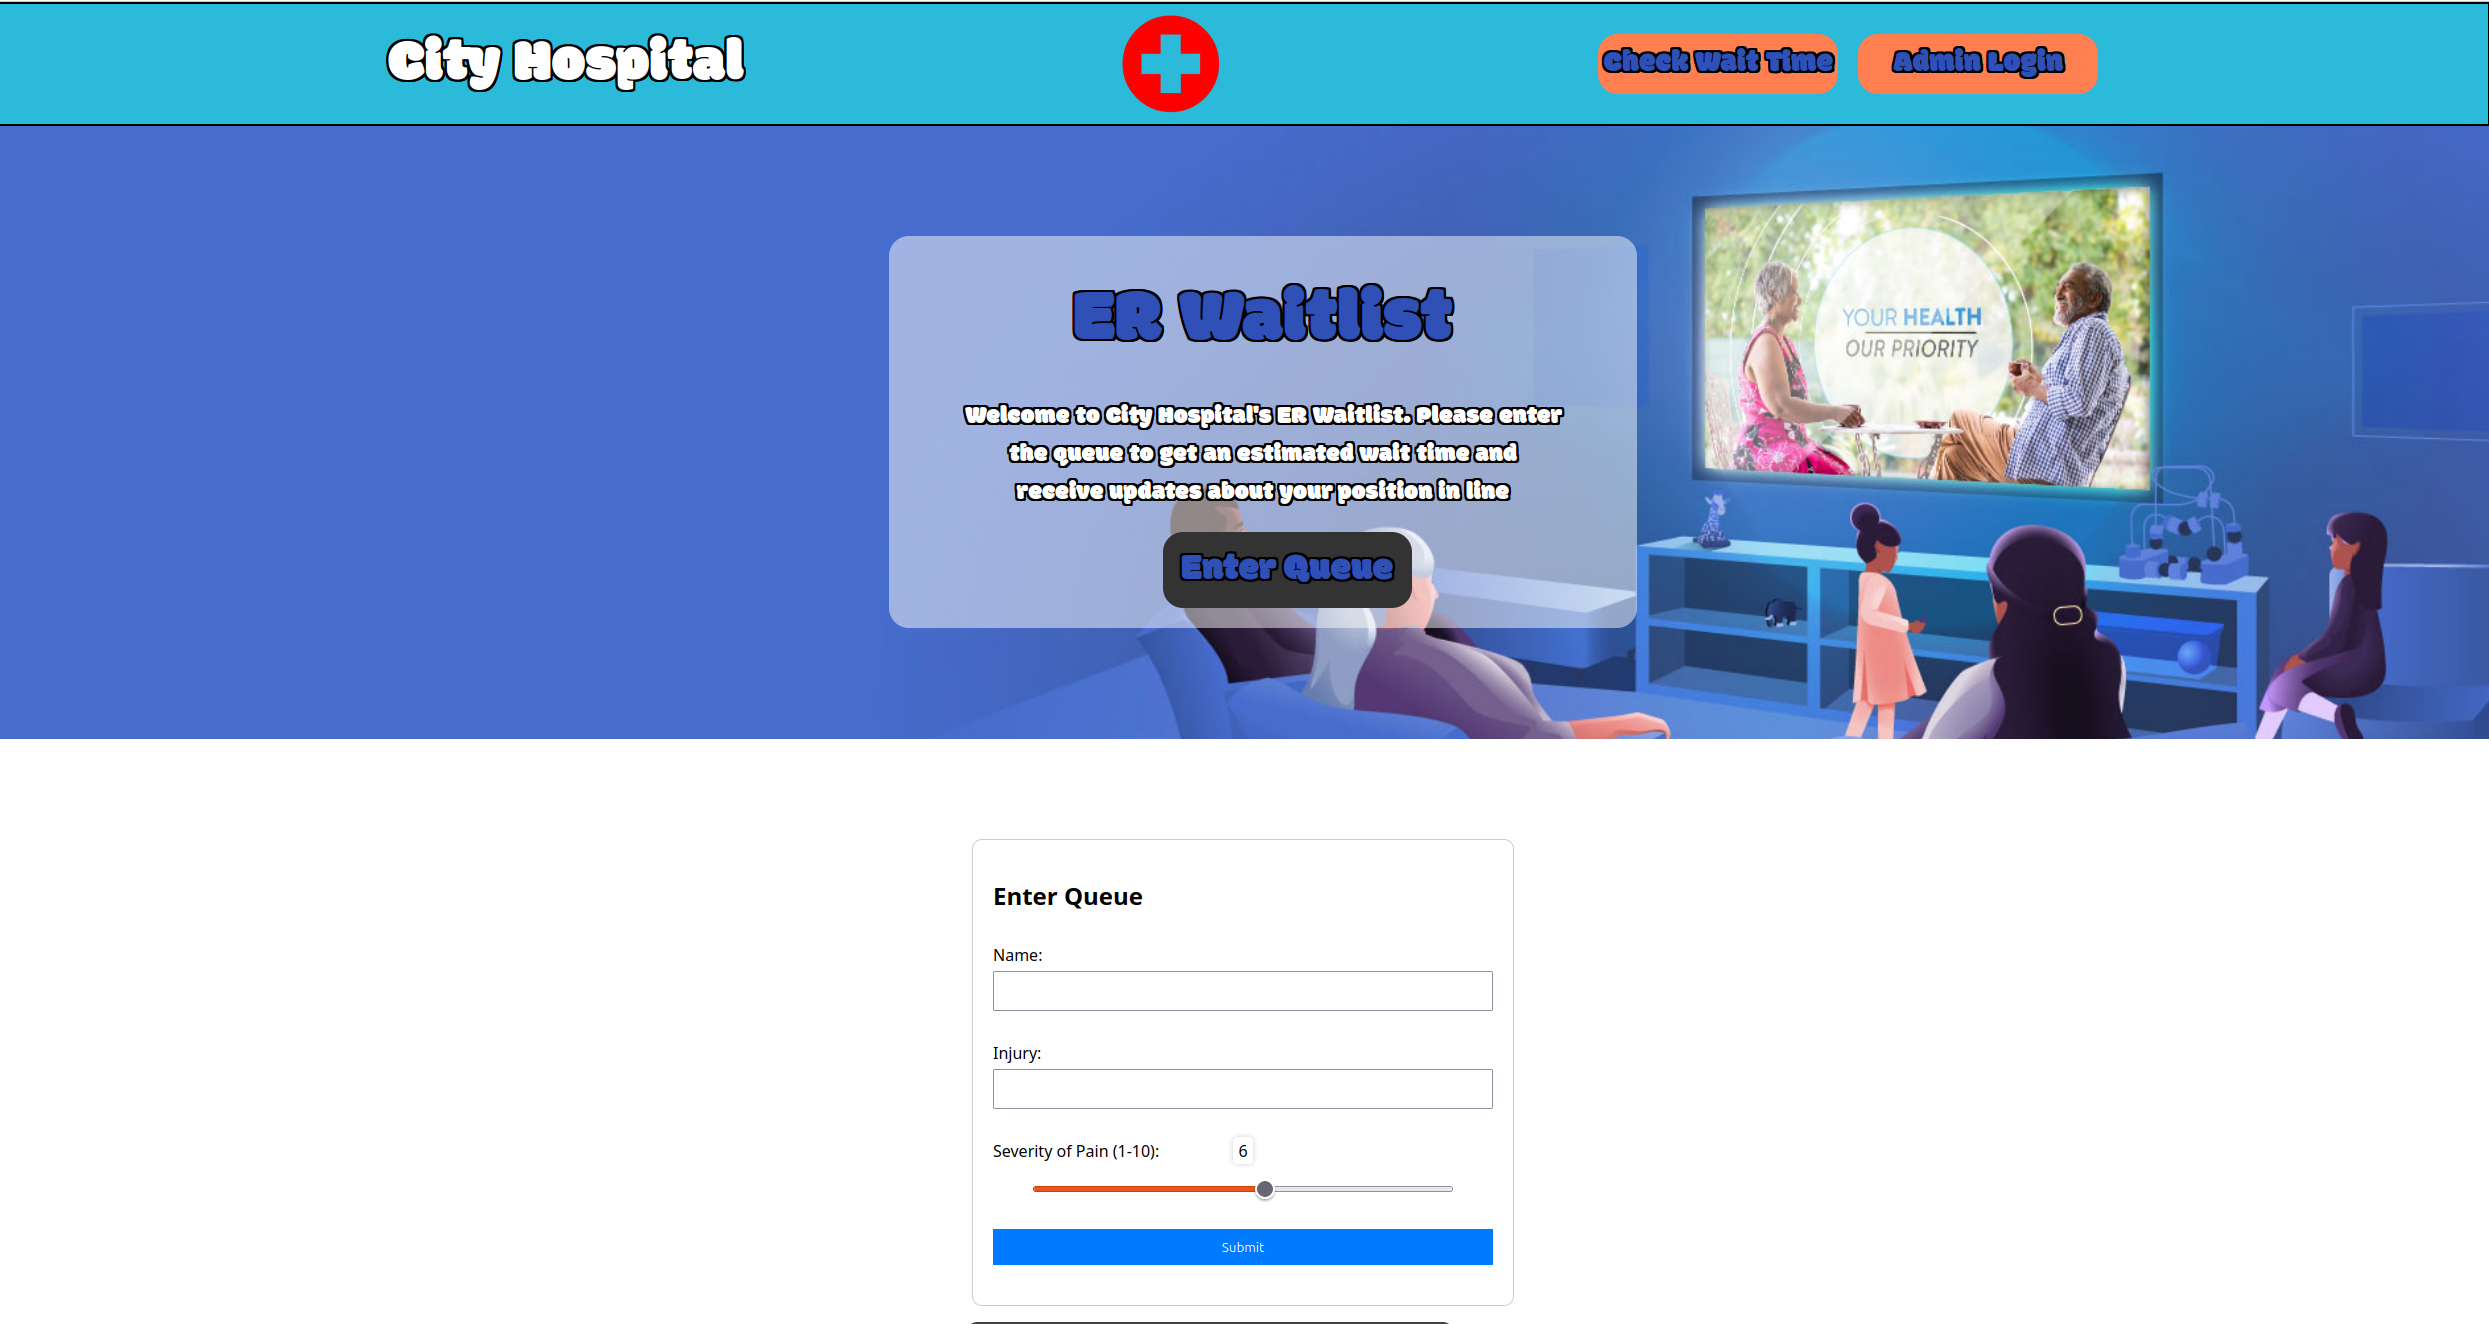 City Hospital
Check Wait Time
Admin Login
ER Waitlist
Welcome to City Hospital's ER Waitlist. Please enter
the queue to get an estimated wait time and
receive updates about your position in line
Enter Queue
YOUR HEALTH
OUR PRIORITY
Enter Queue
Name:
Injury:
Severity of Pain (1-10):
6
Submit